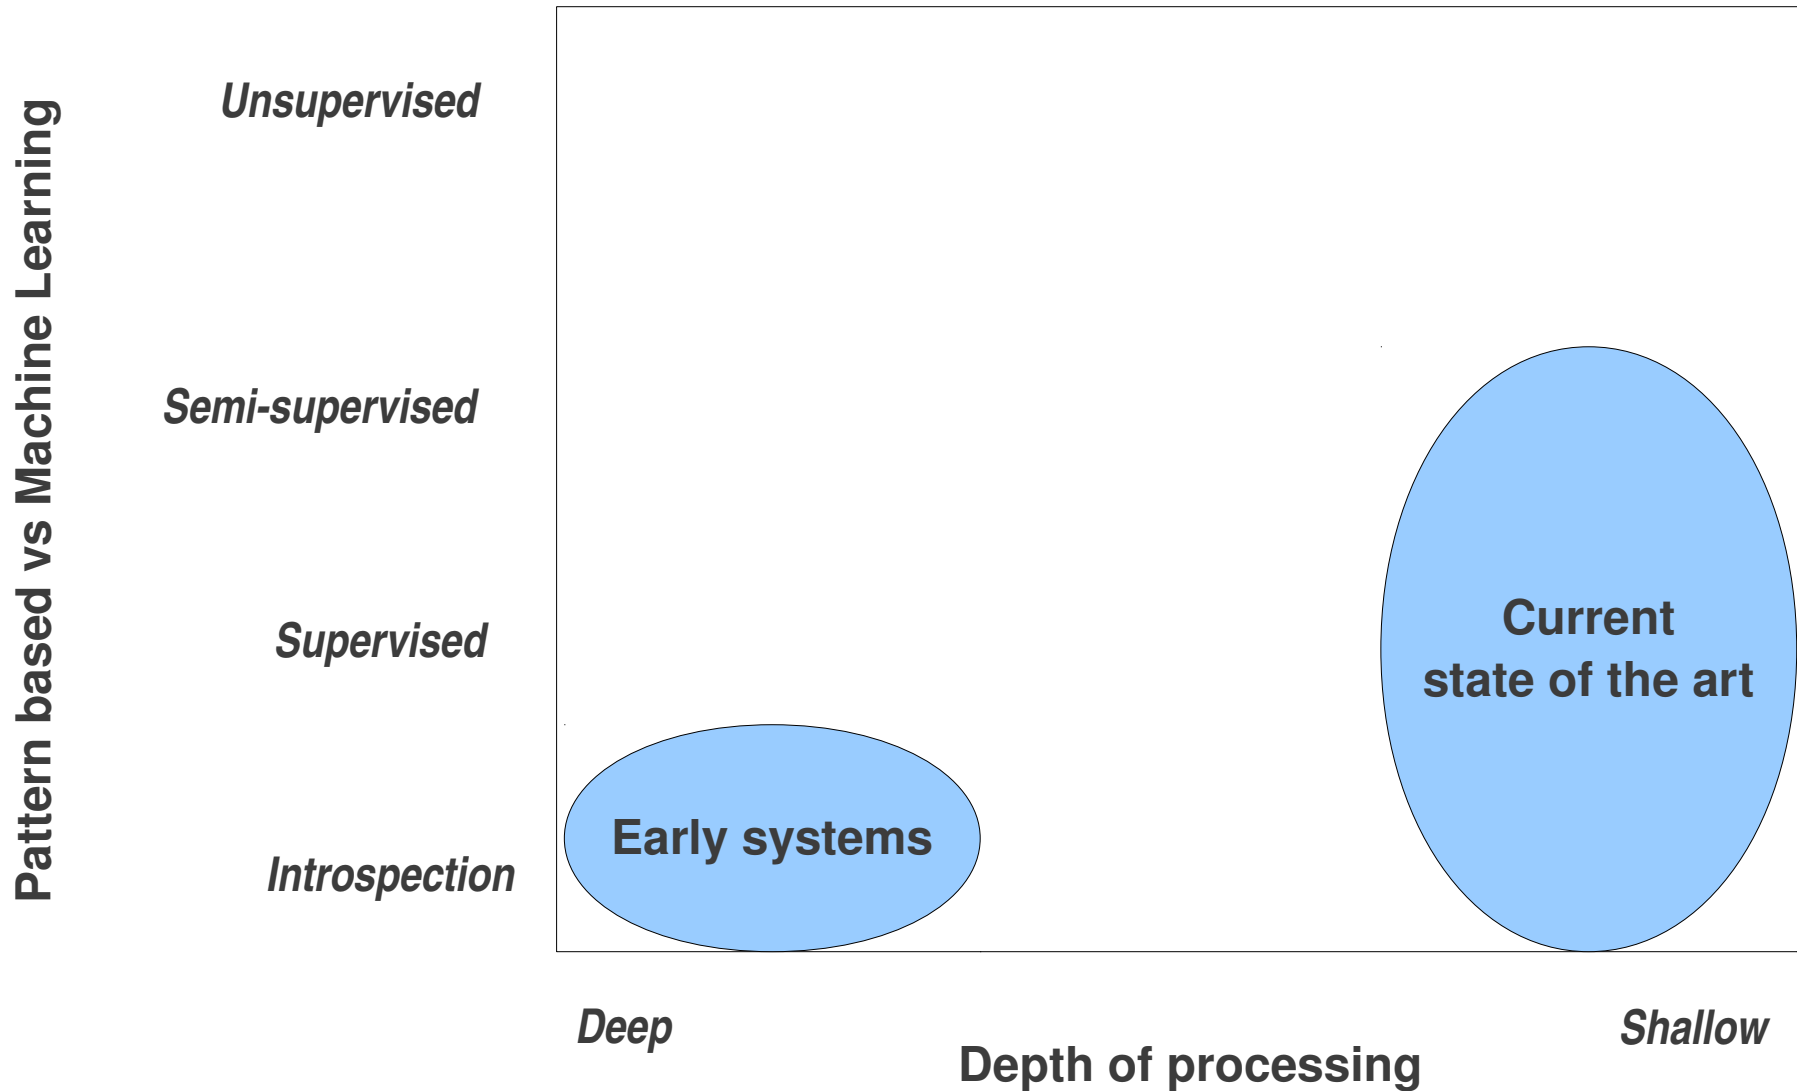 Pattern based vs Machine Learning
Unsupervised
Semi-supervised
Supervised
Introspection
Current
state of the art
Early systems
Deep
Shallow
Depth of processing